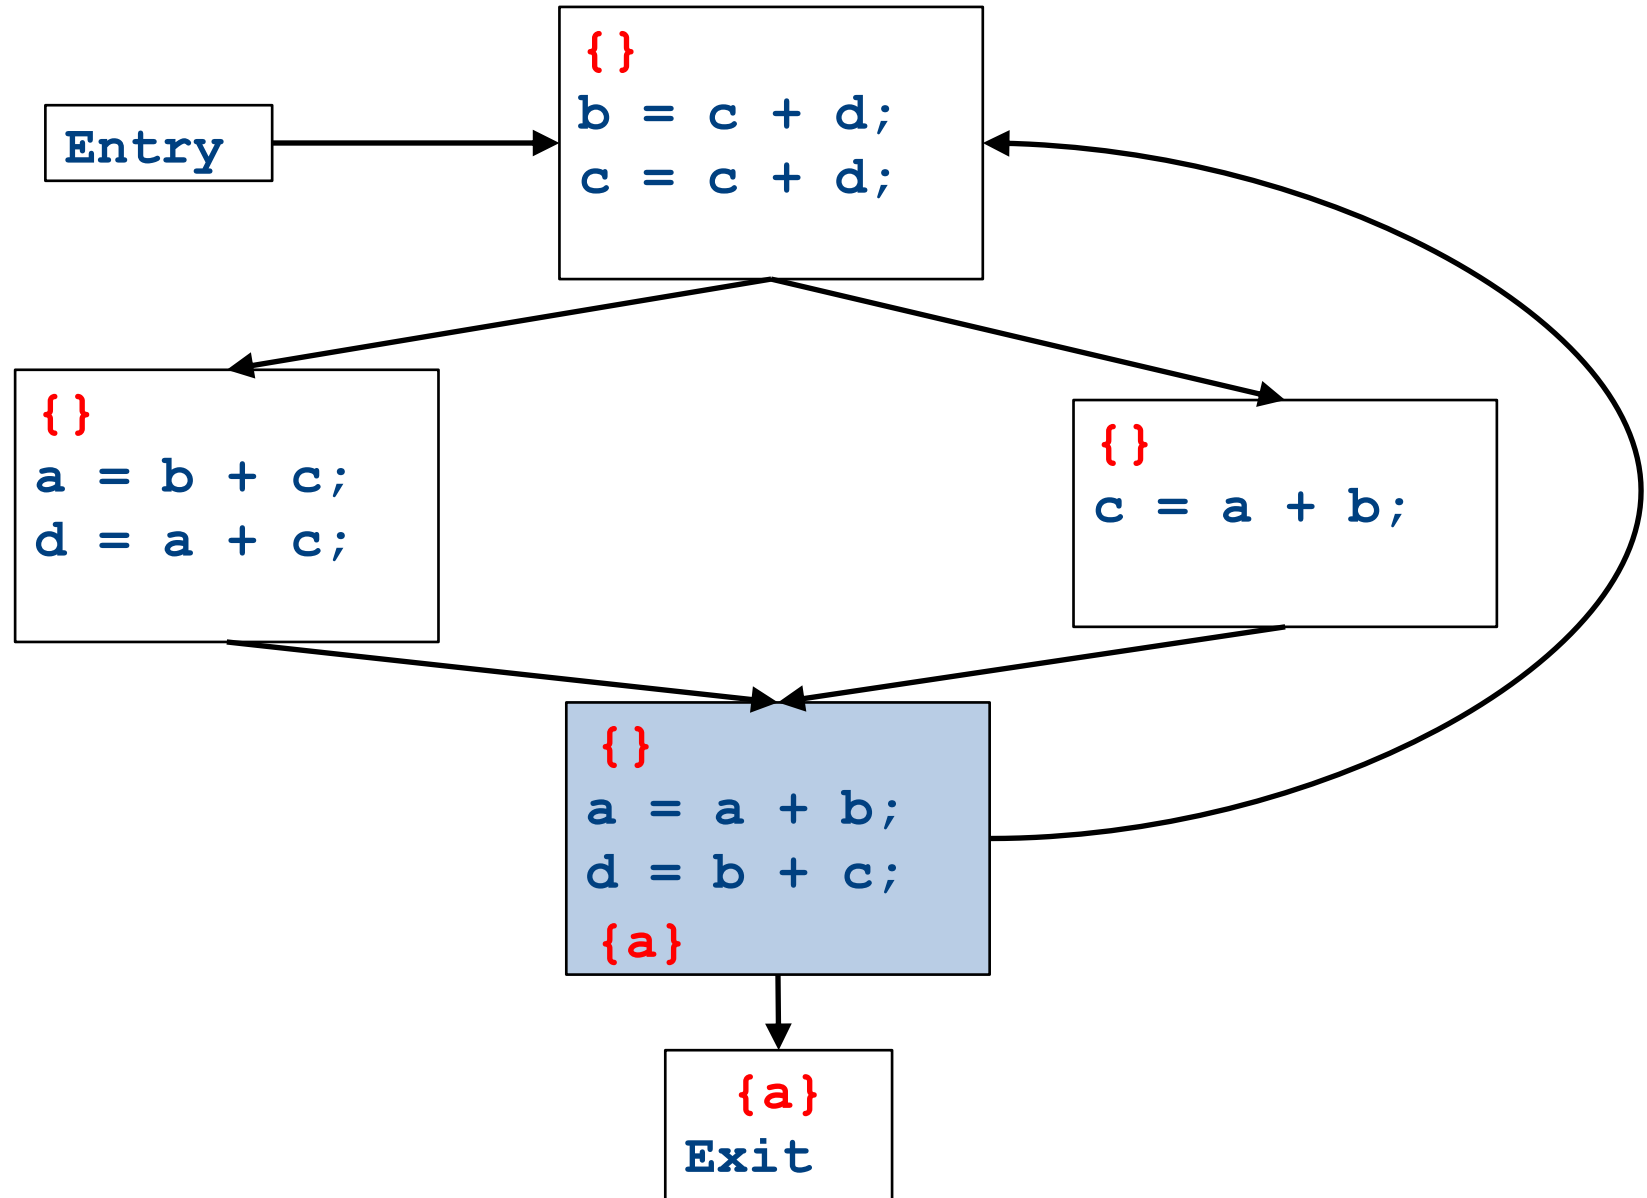 {}
b = c + d;
c = c + d;
Entry
{}
a = b + c;
d = a + c;
{}
c = a + b;
{}
a = a + b;
d = b + c;
{a}
{a}
Exit